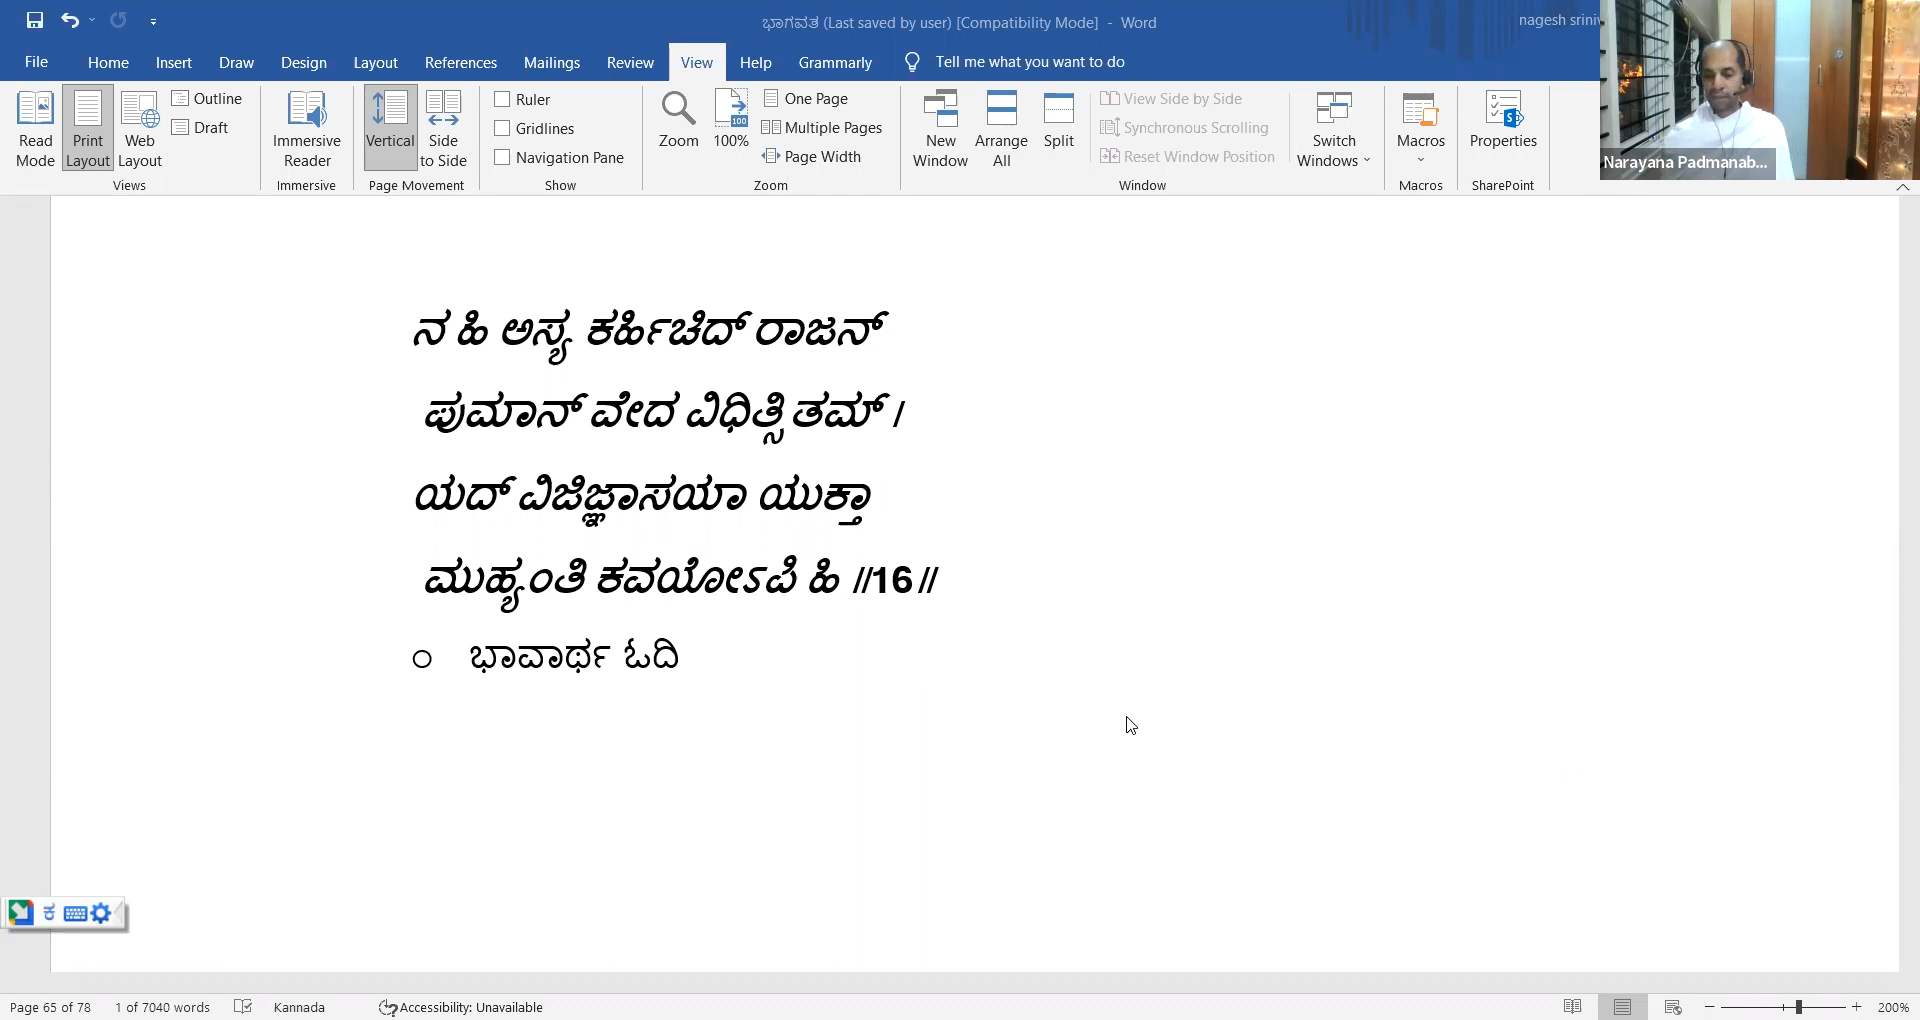 ಭಾಗವತ (Last saved by user) [Compatibility Mode] - Word
nagesh
File Home Insert Draw Design Layout References Mailings Review View Help Grammarly Tell me what you want to do
Read Mode
Print Layout
Web Layout
Outline
Draft
Views
Immersive Reader
Immersive
Vertical
Side to Side
Page Movement
Ruler
Gridlines
Navigation Pane
Show
Zoom
100
100%
One Page
Multiple Pages
Page Width
Zoom
New Window
Arrange All
Split
View Side by Side
Synchronous Scrolling
Reset Window Position
Switch Windows
Window
Macros
Macros
Properties
SharePoint
Narayana Padmanab...
ನ ಹಿ ಅಸ್ಯ ಕರ್ಹಿಚಿದ್ ರಾಜನ್
ಪುಮಾನ್ ವೇದ ವಿಧಿತ್ಸಿತಮ್ /
ಯದ್ ವಿಜಿಜ್ಞಾಸಯಾ ಯುಕ್ತಾ
ಮುಹ್ಯಂತಿ ಕವಯೋಽಪಿ ಹಿ //16//
ಭಾವಾರ್ಥ ಓದಿ
ಕ
Page 65 of 78 1 of 7040 words Kannada Accessibility: Unavailable 200%